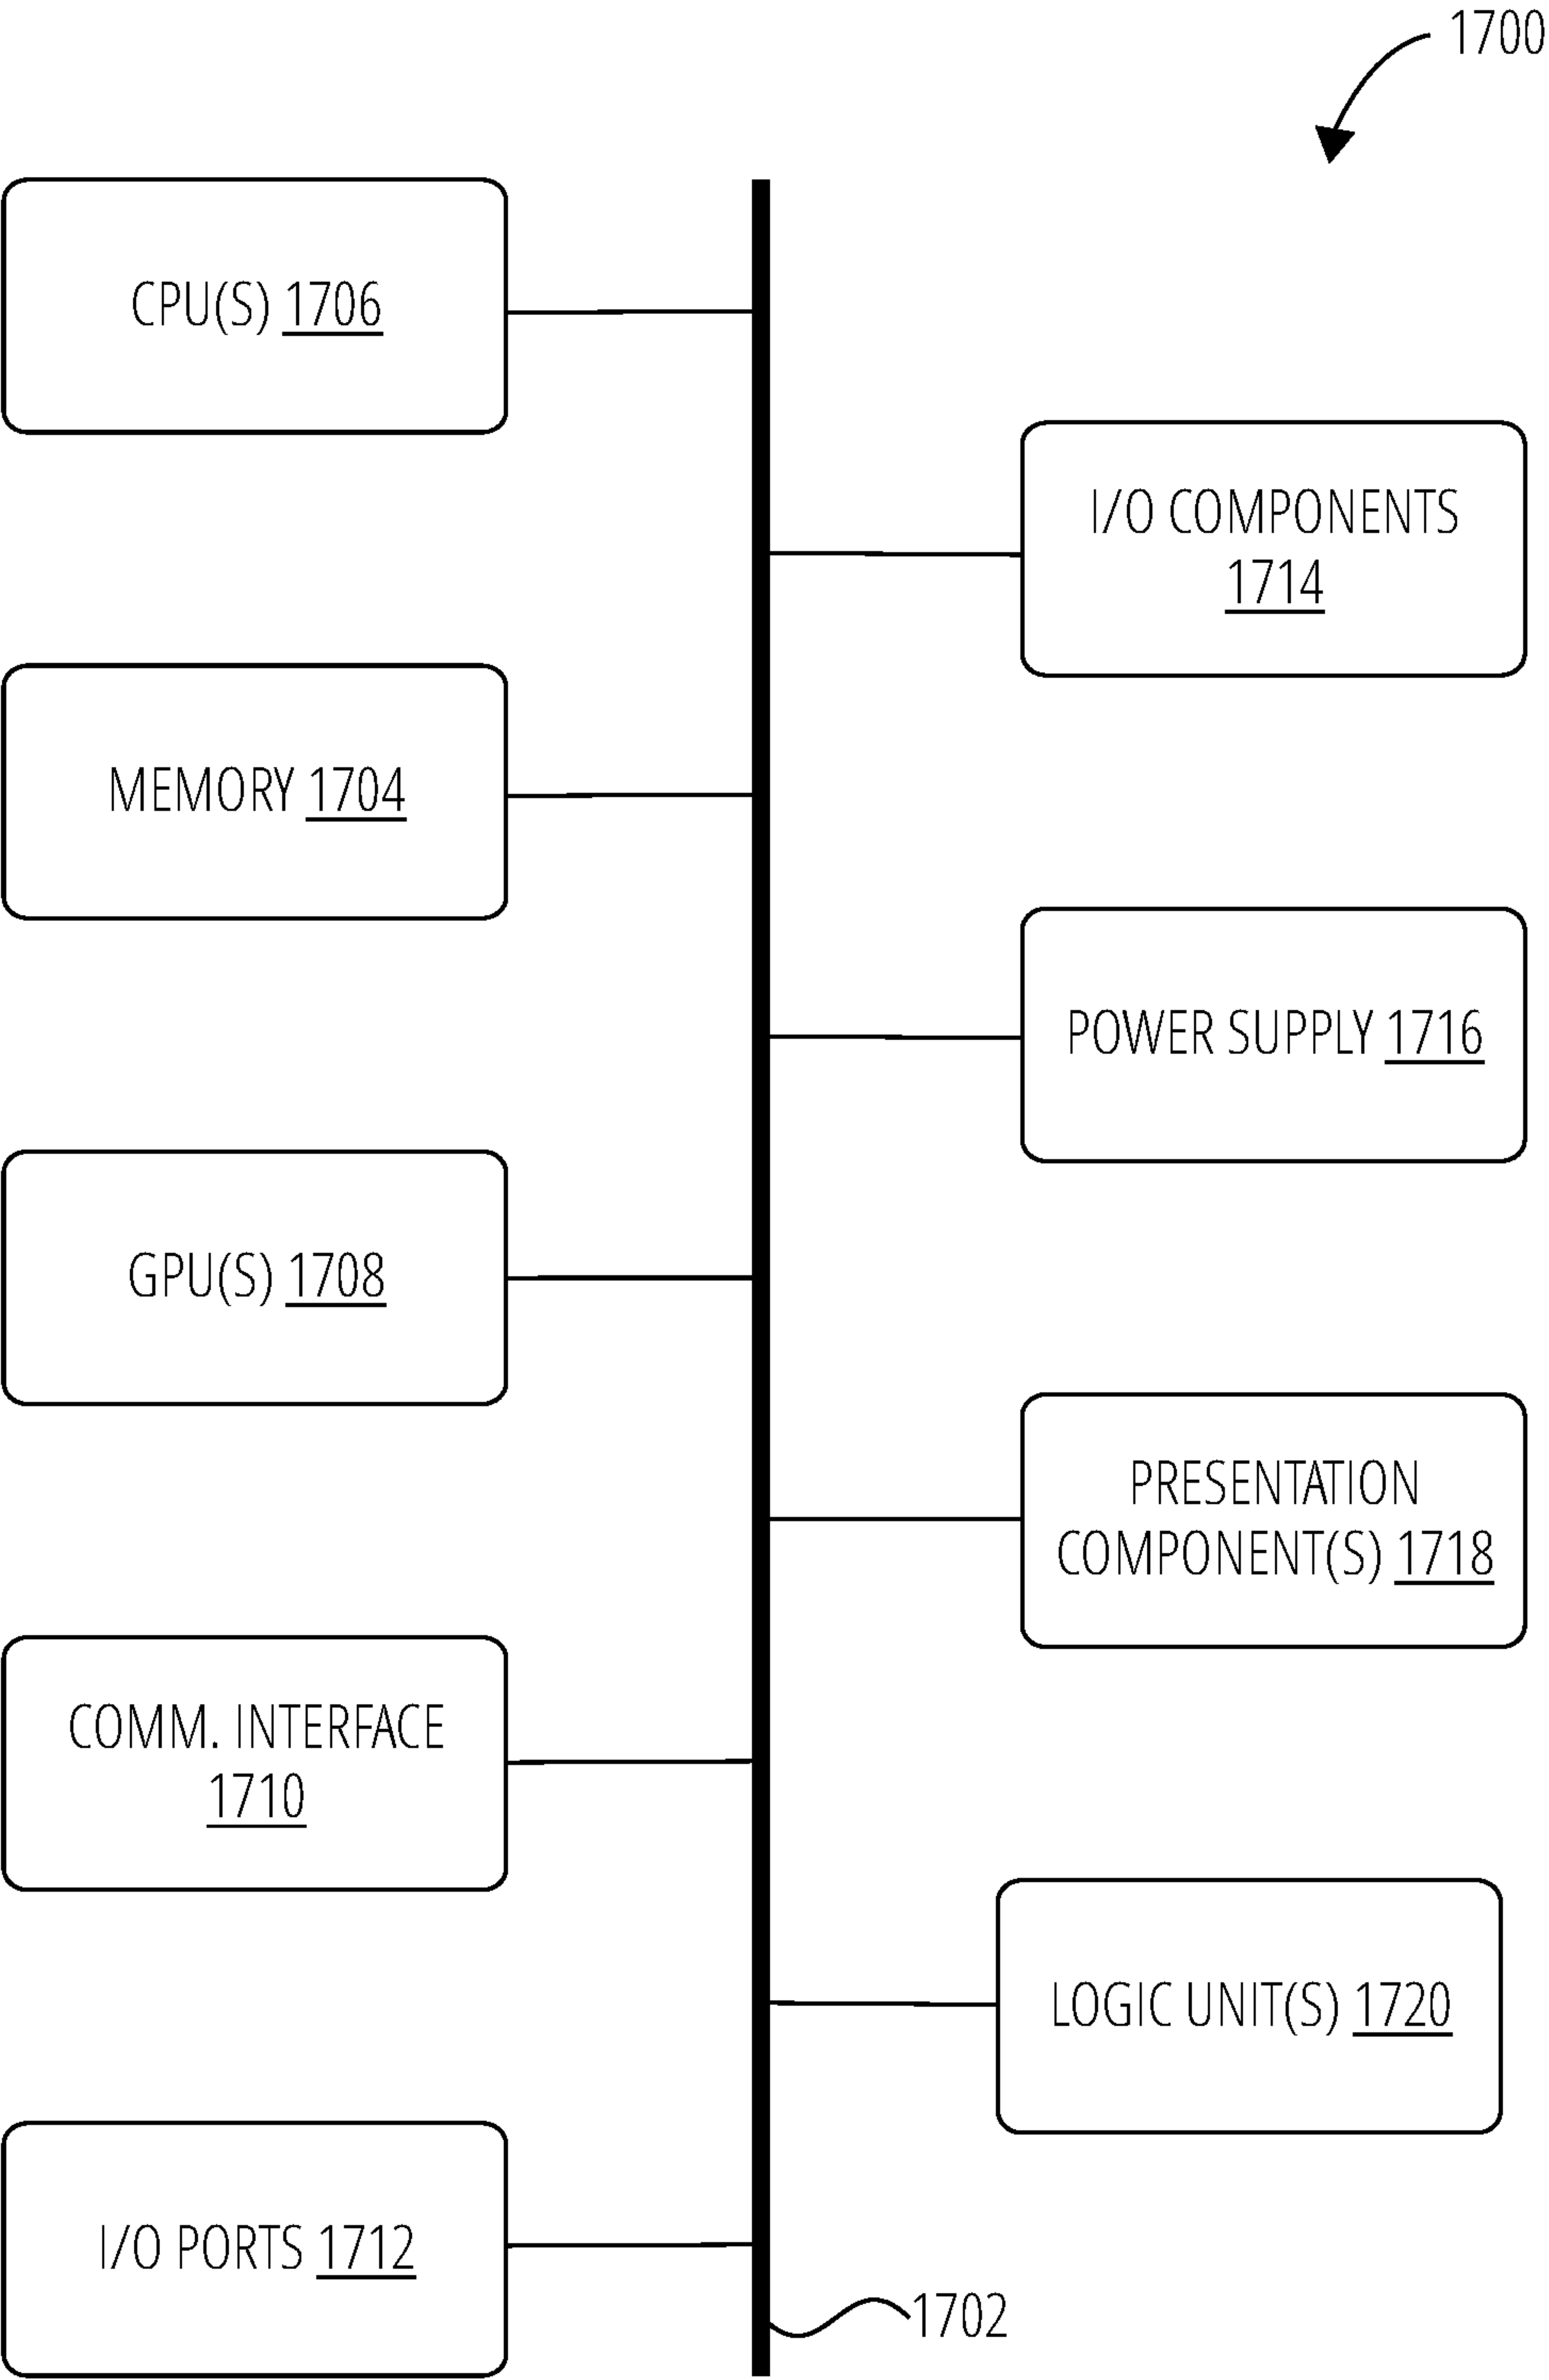 1700
CPU(S) 1706
I/O COMPONENTS
1714
MEMORY 1704
POWER SUPPLY 1716
GPU(S) 1708
PRESENTATION
COMPONENT(S) 1718
COMM. INTERFACE
1710
LOGIC UNIT(S) 1720
I/O PORTS 1712
1702